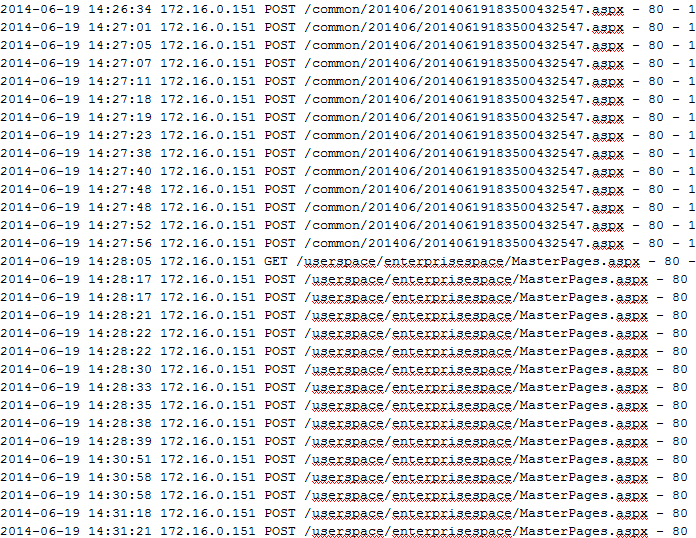 2014-06-19 14:26:34 172.16.0.151 POST /common/201406/20140619183500432547.aspx - 80 - 1
2014-06-19 14:27:01 172.16.0.151 POST /common/201406/20140619183500432547.aspx - 80 - 1
2014-06-19 14:27:05 172.16.0.151 POST /common/201406/20140619183500432547.aspx - 80 - 1
2014-06-19 14:27:07 172.16.0.151 POST /common/201406/20140619183500432547.aspx - 80 - 1
2014-06-19 14:27:11 172.16.0.151 POST /common/201406/20140619183500432547.aspx - 80 - 1
2014-06-19 14:27:18 172.16.0.151 POST /common/201406/20140619183500432547.aspx - 80 - 1
2014-06-19 14:27:19 172.16.0.151 POST /common/201406/20140619183500432547.aspx - 80 - 1
2014-06-19 14:27:23 172.16.0.151 POST /common/201406/20140619183500432547.aspx - 80 - 1
2014-06-19 14:27:38 172.16.0.151 POST /common/201406/20140619183500432547.aspx - 80 - 1
2014-06-19 14:27:40 172.16.0.151 POST /common/201406/20140619183500432547.aspx - 80 - 1
2014-06-19 14:27:48 172.16.0.151 POST /common/201406/20140619183500432547.aspx - 80 - 1
2014-06-19 14:27:48 172.16.0.151 POST /common/201406/20140619183500432547.aspx - 80 - 1
2014-06-19 14:27:52 172.16.0.151 POST /common/201406/20140619183500432547.aspx - 80 - 1
2014-06-19 14:27:56 172.16.0.151 POST /common/201406/20140619183500432547.aspx - 80 - 1
2014-06-19 14:28:05 172.16.0.151 GET /userspace/enterprisespace/MasterPages.aspx - 80 -
2014-06-19 14:28:17 172.16.0.151 POST /userspace/enterprisespace/MasterPages.aspx - 80
2014-06-19 14:28:17 172.16.0.151 POST /userspace/enterprisespace/MasterPages.aspx - 80
2014-06-19 14:28:21 172.16.0.151 POST /userspace/enterprisespace/MasterPages.aspx - 80
2014-06-19 14:28:22 172.16.0.151 POST /userspace/enterprisespace/MasterPages.aspx - 80
2014-06-19 14:28:22 172.16.0.151 POST /userspace/enterprisespace/MasterPages.aspx - 80
2014-06-19 14:28:30 172.16.0.151 POST /userspace/enterprisespace/MasterPages.aspx - 80
2014-06-19 14:28:33 172.16.0.151 POST /userspace/enterprisespace/MasterPages.aspx - 80
2014-06-19 14:28:35 172.16.0.151 POST /userspace/enterprisespace/MasterPages.aspx - 80
2014-06-19 14:28:38 172.16.0.151 POST /userspace/enterprisespace/MasterPages.aspx - 80
2014-06-19 14:28:39 172.16.0.151 POST /userspace/enterprisespace/MasterPages.aspx - 80
2014-06-19 14:30:51 172.16.0.151 POST /userspace/enterprisespace/MasterPages.aspx - 80
2014-06-19 14:30:58 172.16.0.151 POST /userspace/enterprisespace/MasterPages.aspx - 80
2014-06-19 14:30:58 172.16.0.151 POST /userspace/enterprisespace/MasterPages.aspx - 80
2014-06-19 14:31:18 172.16.0.151 POST /userspace/enterprisespace/MasterPages.aspx - 80
2014-06-19 14:31:21 172.16.0.151 POST /userspace/enterprisespace/MasterPages.aspx - 80